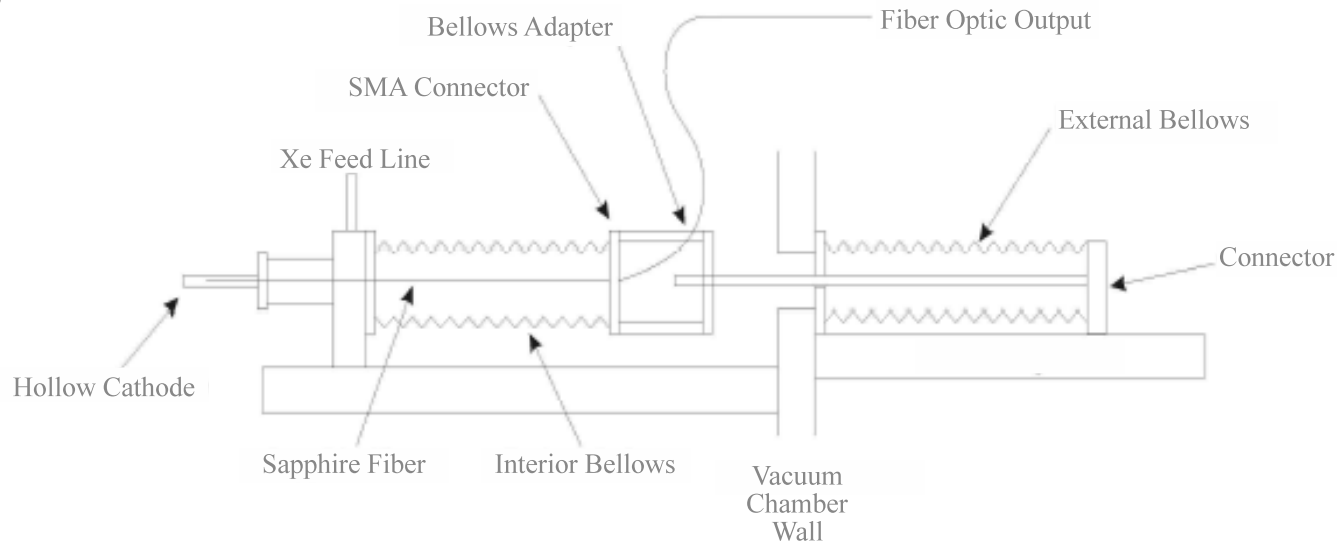 Fiber Optic Output
Bellows Adapter
SMA Connector
External Bellows
Xe Feed Line
Connector
Hollow Cathode
Sapphire Fiber
Interior Bellows
Vacuum
Chamber
Wall